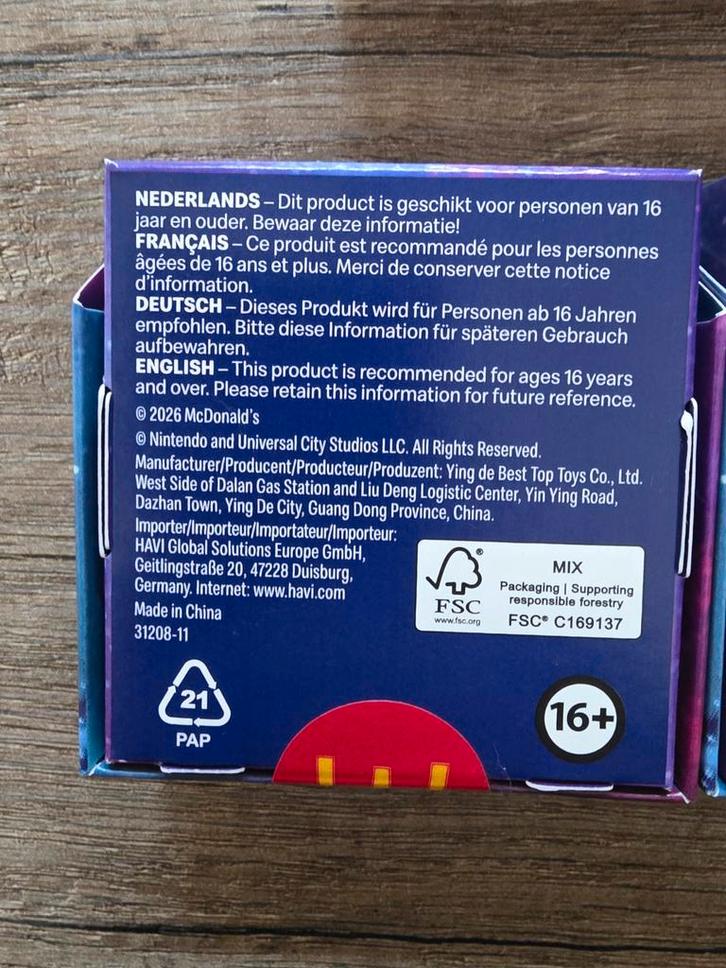 NEDERLANDS – Dit product is geschikt voor personen van 16
jaar en ouder. Bewaar deze informatie!
FRANÇAIS – Ce produit est recommandé pour les personnes
âgées de 16 ans et plus. Merci de conserver cette notice
d'information.
DEUTSCH – Dieses Produkt wird für Personen ab 16 Jahren
empfohlen. Bitte diese Information für späteren Gebrauch
aufbewahren.
ENGLISH – This product is recommended for ages 16 years
and over. Please retain this information for future reference.
© 2026 McDonald's
© Nintendo and Universal City Studios LLC. All Rights Reserved.
Manufacturer/Producent/Producteur/Produzent: Ying de Best Top Toys Co., Ltd.
West Side of Dalan Gas Station and Liu Deng Logistic Center, Yin Ying Road,
Dazhan Town, Ying De City, Guang Dong Province, China.
Importer/Importeur/Importateur/Importeur:
HAVI Global Solutions Europe GmbH,
Geitlingstraße 20, 47228 Duisburg,
Germany. Internet: www.havi.com
Made in China
31208-11
®
FSC
www.fsc.org
MIX
Packaging | Supporting
responsible forestry
FSC® C169137
21
PAP
16+